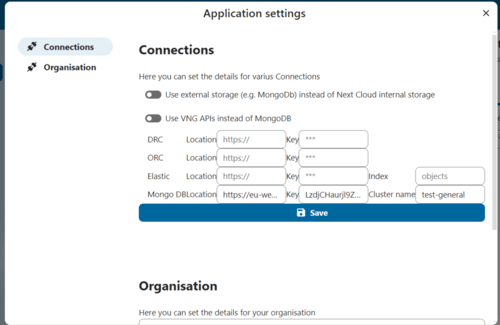 Application settings
Connections
Organisation
Connections
Here you can set the details for varius Connections
Use external storage (e.g. MongoDb) instead of Next Cloud internal storage
Use VNG APIs instead of MongoDB
DRC Location https:// Key ***
ORC Location https:// Key ***
Elastic Location https:// Key *** Index objects
Mongo DB Location https://eu-we... Key Cluster name test-general
Save
Organisation
Here you can set the details for your organisation